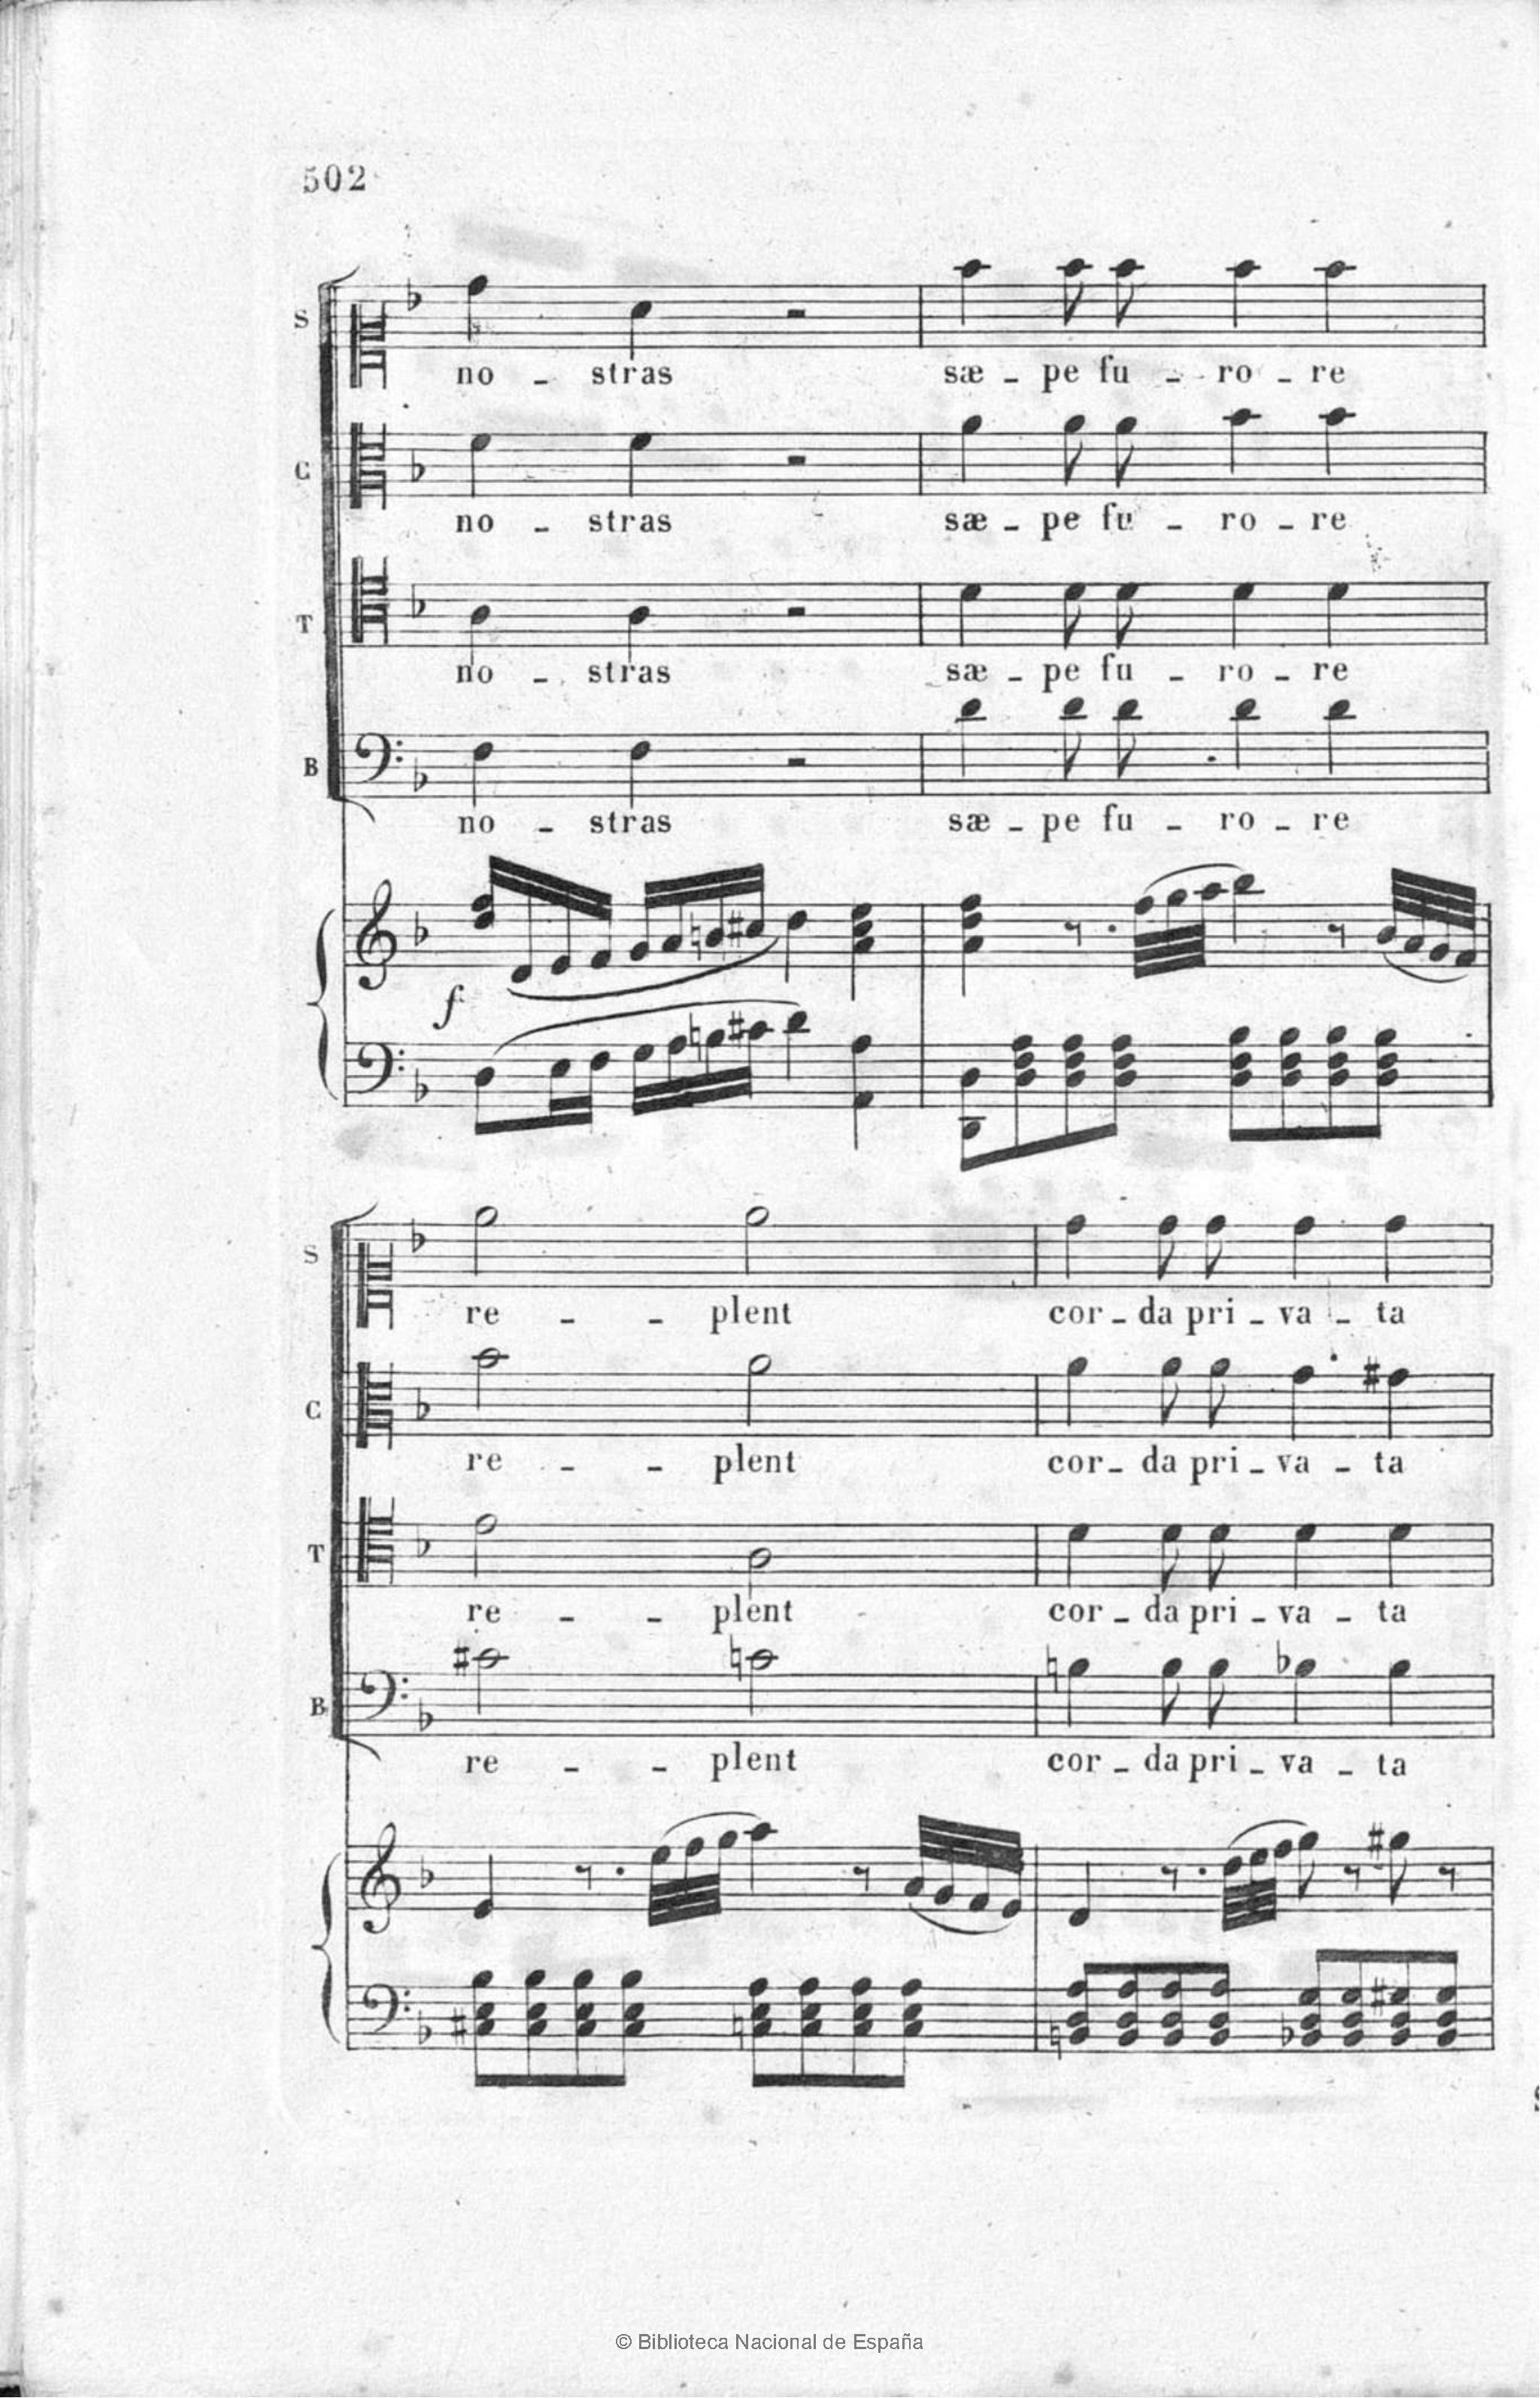 502
S
no - stras sæ - pe fu - ro - re
C
no - stras sæ - pe fu - ro - re
T
no - stras sæ - pe fu - ro - re
B
no - stras sæ - pe fu - ro - re
f
S
re - - plent cor - da pri - va - ta
C
re - - plent cor - da pri - va - ta
T
re - - plent cor - da pri - va - ta
B
re - - plent cor - da pri - va - ta
© Biblioteca Nacional de España